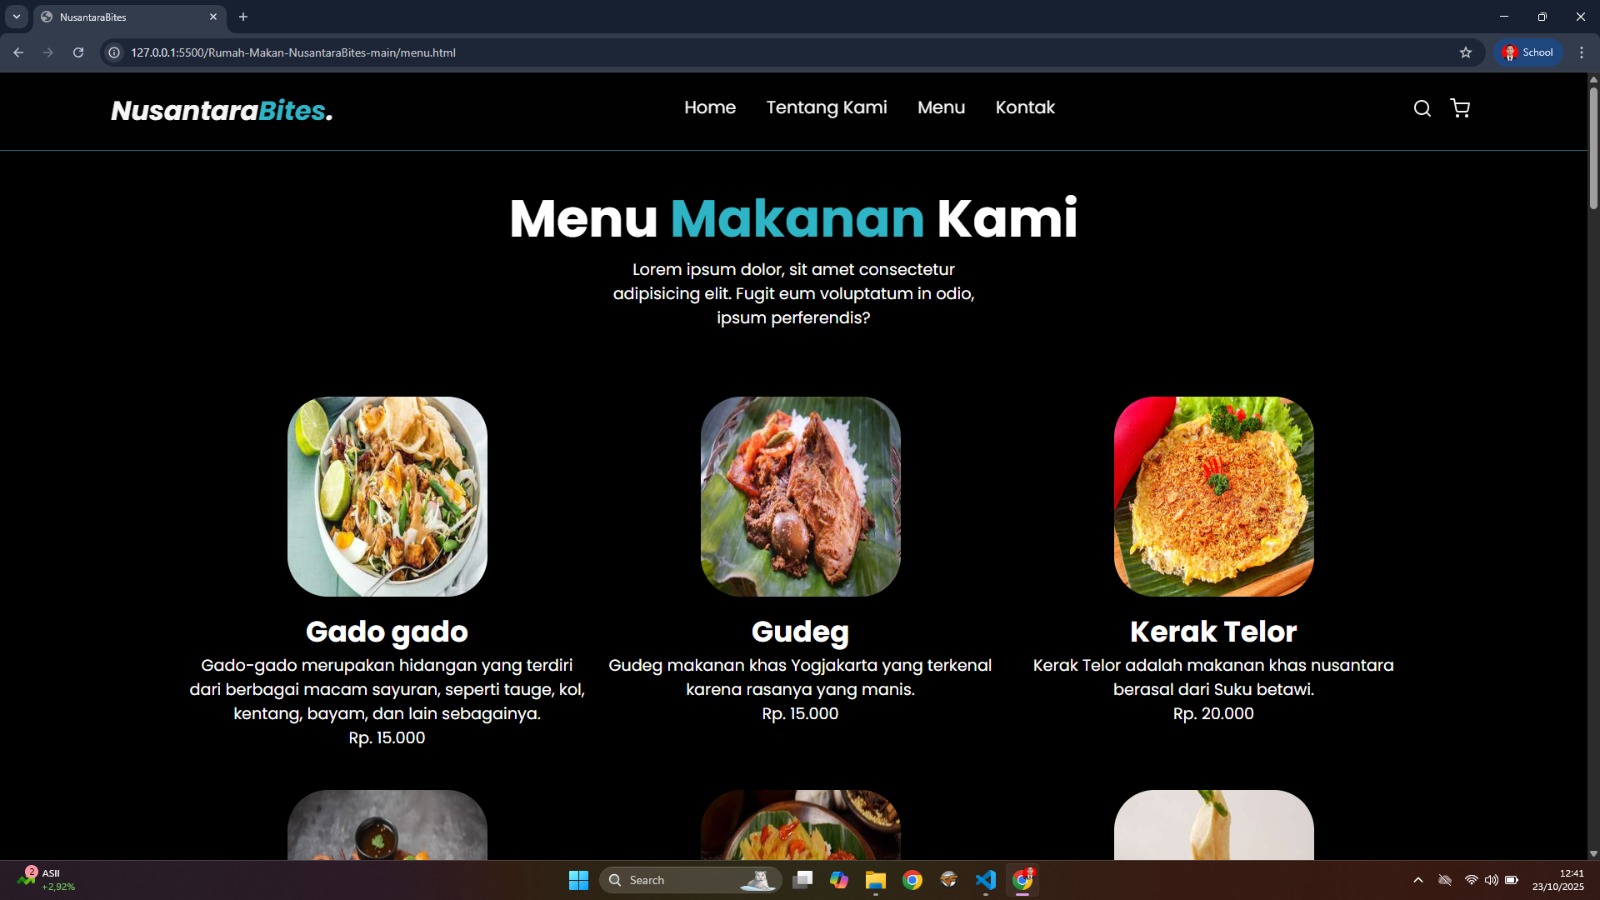 NusantaraBites
127.0.0.1:5500/Rumah-Makan-NusantaraBites-main/menu.html
School
NusantaraBites.
Home
Tentang Kami
Menu
Kontak
Menu Makanan Kami
Lorem ipsum dolor, sit amet consectetur
adipisicing elit. Fugit eum voluptatum in odio,
ipsum perferendis?
Gado gado
Gado-gado merupakan hidangan yang terdiri
dari berbagai macam sayuran, seperti tauge, kol,
kentang, bayam, dan lain sebagainya.
Rp. 15.000
Gudeg
Gudeg makanan khas Yogjakarta yang terkenal
karena rasanya yang manis.
Rp. 15.000
Kerak Telor
Kerak Telor adalah makanan khas nusantara
berasal dari Suku betawi.
Rp. 20.000
2
ASII
+2,92%
Search
12:41
23/10/2025